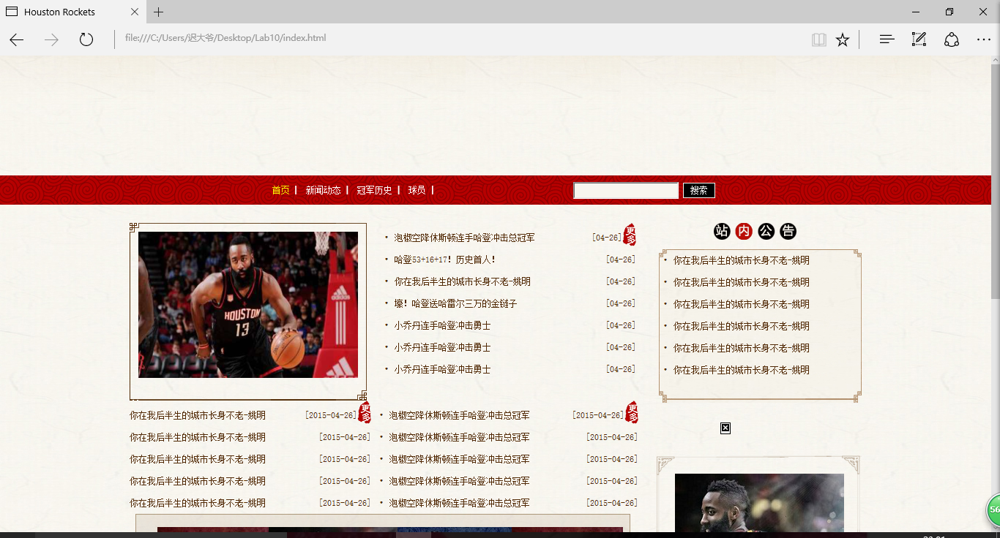 Houston Rockets
file:///C:/Users/迟大爷/Desktop/Lab10/index.html
首页 | 新闻动态 | 冠军历史 | 球员 | 搜索
泡椒空降休斯顿连手哈登冲击总冠军 [04-26] 更多
哈登53+16+17！历史首人！ [04-26]
你在我后半生的城市长身不老-姚明 [04-26]
壕！哈登送哈雷尔三万的金链子 [04-26]
小乔丹连手哈登冲击勇士 [04-26]
小乔丹连手哈登冲击勇士 [04-26]
小乔丹连手哈登冲击勇士 [04-26]
HOUSTON
13
adidas
adidas
站内公告
你在我后半生的城市长身不老-姚明
你在我后半生的城市长身不老-姚明
你在我后半生的城市长身不老-姚明
你在我后半生的城市长身不老-姚明
你在我后半生的城市长身不老-姚明
你在我后半生的城市长身不老-姚明
你在我后半生的城市长身不老-姚明 [2015-04-26] 更多
你在我后半生的城市长身不老-姚明 [2015-04-26]
你在我后半生的城市长身不老-姚明 [2015-04-26]
你在我后半生的城市长身不老-姚明 [2015-04-26]
你在我后半生的城市长身不老-姚明 [2015-04-26]
泡椒空降休斯顿连手哈登冲击总冠军 [2015-04-26] 更多
泡椒空降休斯顿连手哈登冲击总冠军 [2015-04-26]
泡椒空降休斯顿连手哈登冲击总冠军 [2015-04-26]
泡椒空降休斯顿连手哈登冲击总冠军 [2015-04-26]
泡椒空降休斯顿连手哈登冲击总冠军 [2015-04-26]
56